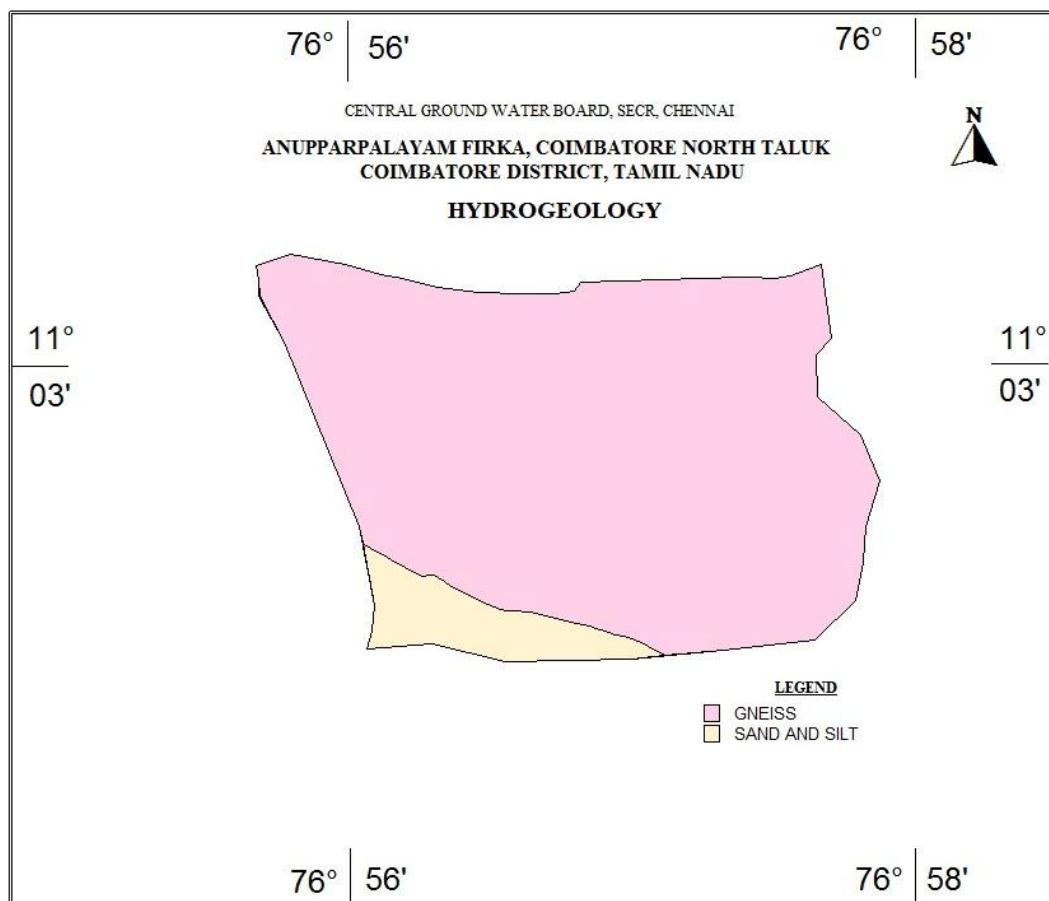 76° 56' 76° 58'
CENTRAL GROUND WATER BOARD, SECR, CHENNAI
N
ANUPPARPALAYAM FIRKA, COIMBATORE NORTH TALUK
COIMBATORE DISTRICT, TAMIL NADU
HYDROGEOLOGY
11° 11°
03' 03'
LEGEND
GNEISS
SAND AND SILT
76° 56' 76° 58'